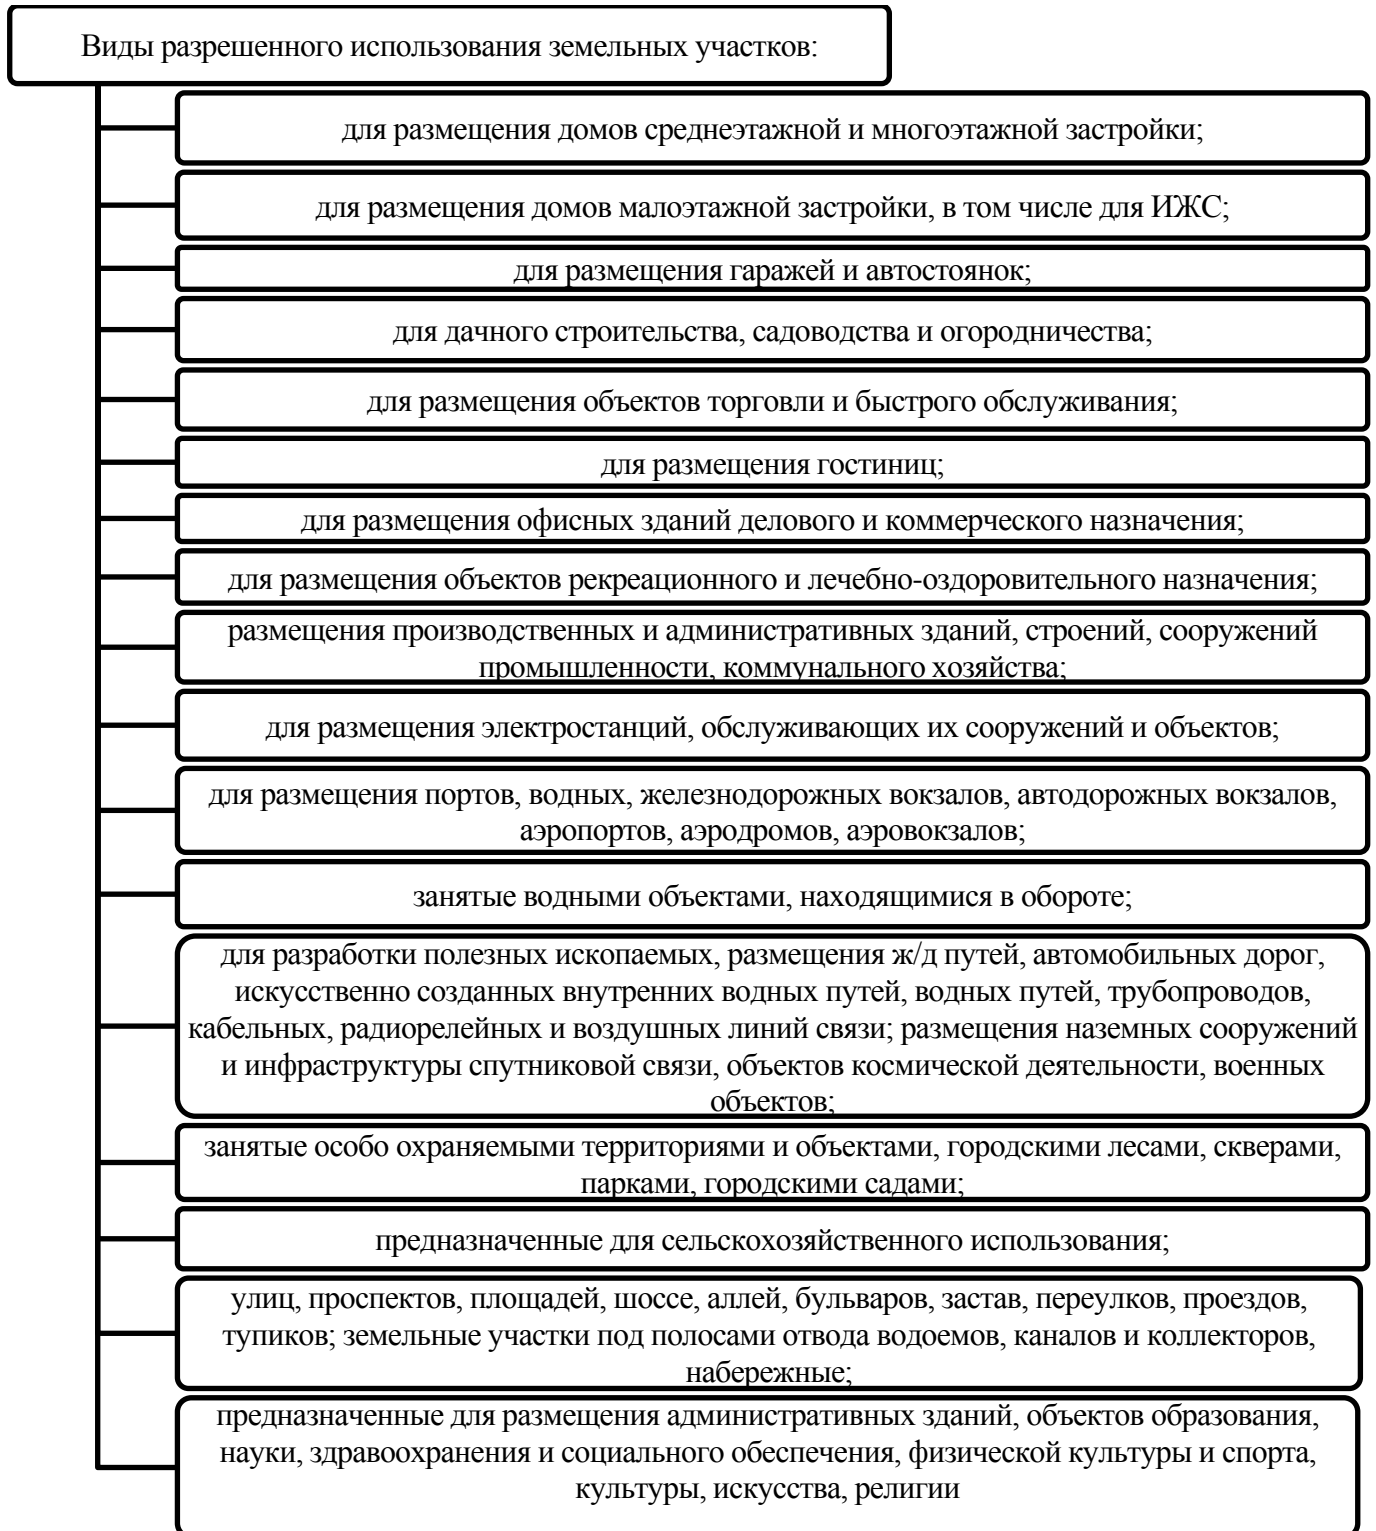 Виды разрешенного использования земельных участков:
для размещения домов среднеэтажной и многоэтажной застройки;
для размещения домов малоэтажной застройки, в том числе для ИЖС;
для размещения гаражей и автостоянок;
для дачного строительства, садоводства и огородничества;
для размещения объектов торговли и быстрого обслуживания;
для размещения гостиниц;
для размещения офисных зданий делового и коммерческого назначения;
для размещения объектов рекреационного и лечебно-оздоровительного назначения;
размещения производственных и административных зданий, строений, сооружений
промышленности, коммунального хозяйства;
для размещения электростанций, обслуживающих их сооружений и объектов;
для размещения портов, водных, железнодорожных вокзалов, автодорожных вокзалов,
аэропортов, аэродромов, аэровокзалов;
занятые водными объектами, находящимися в обороте;
для разработки полезных ископаемых, размещения ж/д путей, автомобильных дорог,
искусственно созданных внутренних водных путей, водных путей, трубопроводов,
кабельных, радиорелейных и воздушных линий связи; размещения наземных сооружений
и инфраструктуры спутниковой связи, объектов космической деятельности, военных
объектов;
занятые особо охраняемыми территориями и объектами, городскими лесами, скверами,
парками, городскими садами;
предназначенные для сельскохозяйственного использования;
улиц, проспектов, площадей, шоссе, аллей, бульваров, застав, переулков, проездов,
тупиков; земельные участки под полосами отвода водоемов, каналов и коллекторов,
набережные;
предназначенные для размещения административных зданий, объектов образования,
науки, здравоохранения и социального обеспечения, физической культуры и спорта,
культуры, искусства, религии